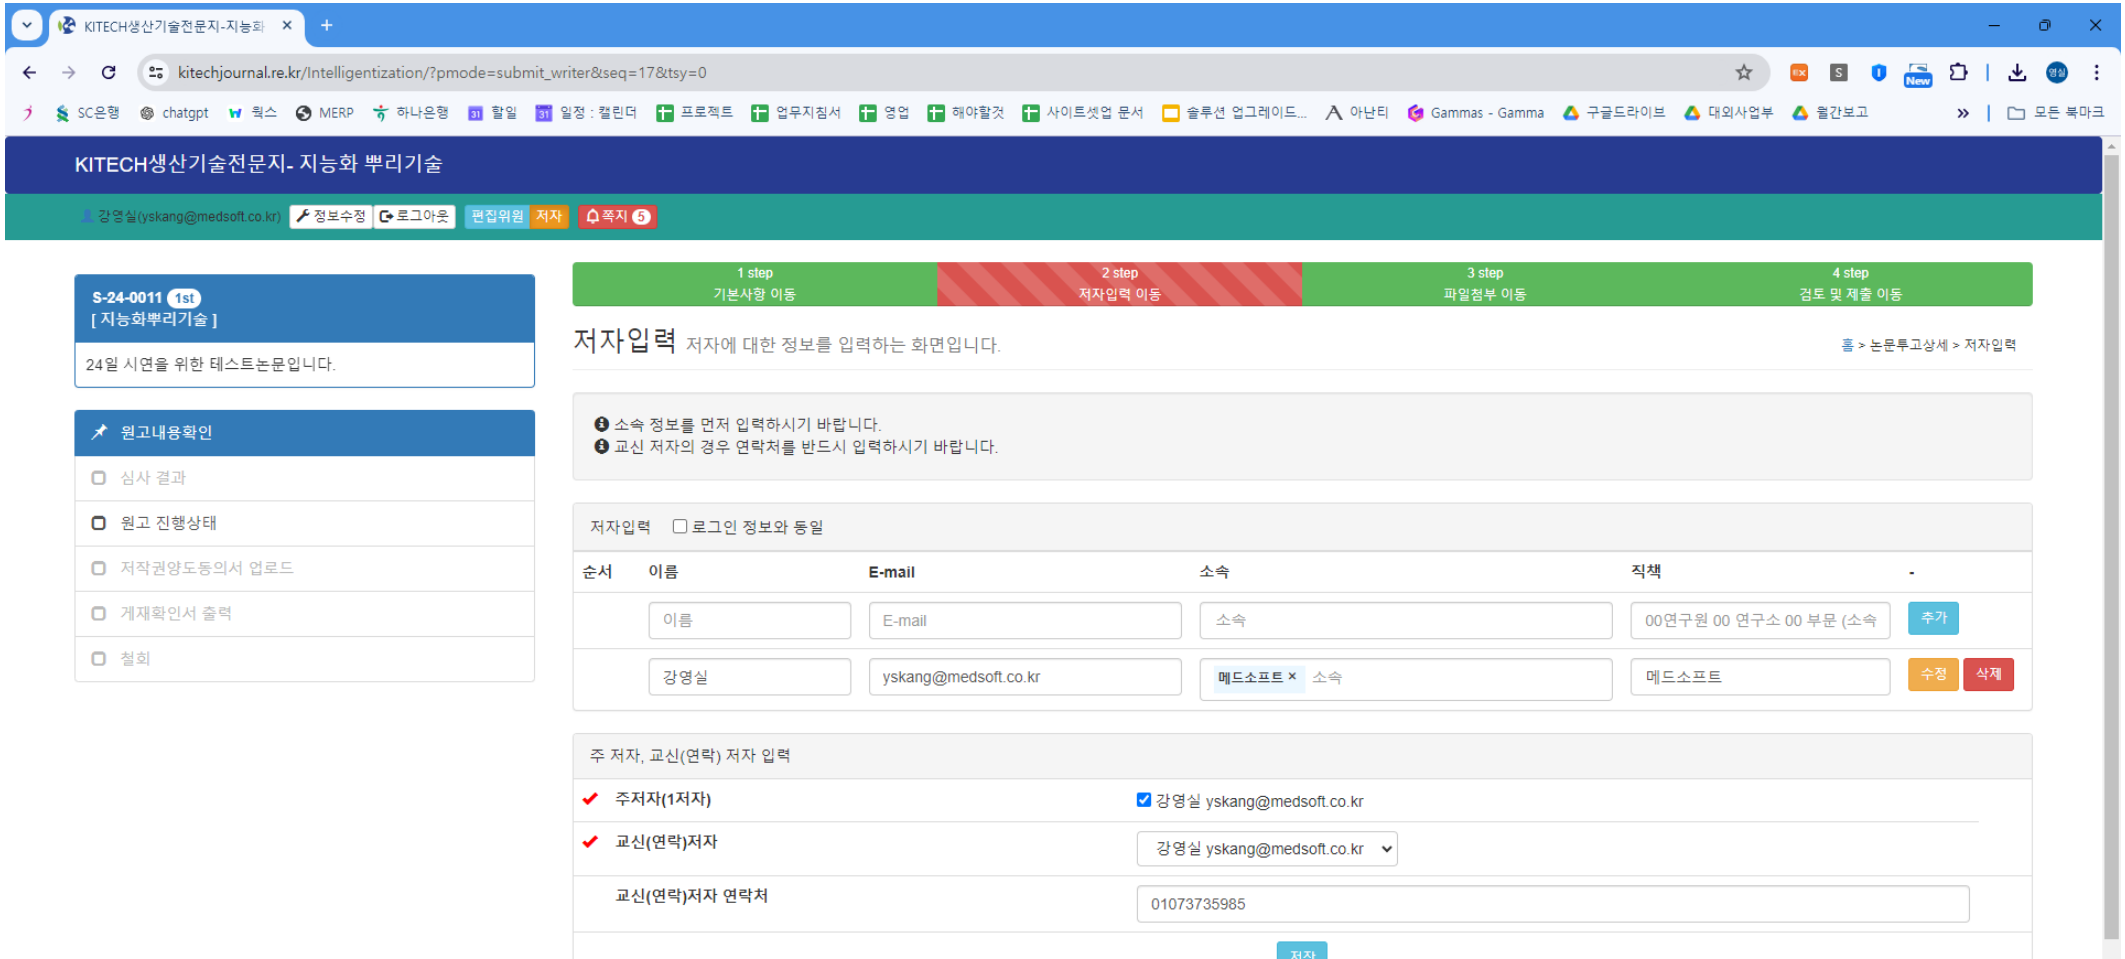 KITECH생산기술전문지-지능화
kitechjournal.re.kr/Intelligentization/?pmode=submit_writer&seq=17&tsy=0
EX
S
New
영실
SC은행 chatgpt 웍스 MERP 하나은행 할일 일정 : 캘린더 프로젝트 업무지침서 영업 해야할것 사이트셋업 문서 솔루션 업그레이드... 아난티 Gammas - Gamma 구글드라이브 대외사업부 월간보고 » 모든 북마크
KITECH생산기술전문지- 지능화 뿌리기술
강영실(yskang@medsoft.co.kr) 정보수정 로그아웃 편집위원 저자 쪽지 5
S-24-0011 1st
[ 지능화뿌리기술 ]
24일 시연을 위한 테스트논문입니다.
원고내용확인
심사 결과
원고 진행상태
저작권양도동의서 업로드
게재확인서 출력
철회
1 step
기본사항 이동
2 step
저자입력 이동
3 step
파일첨부 이동
4 step
검토 및 제출 이동
저자입력 저자에 대한 정보를 입력하는 화면입니다.
홈 > 논문투고상세 > 저자입력
소속 정보를 먼저 입력하시기 바랍니다.
교신 저자의 경우 연락처를 반드시 입력하시기 바랍니다.
저자입력 로그인 정보와 동일
순서 이름 E-mail 소속 직책 -
이름 E-mail 소속 00연구원 00 연구소 00 부문 (소속 추가
강영실 yskang@medsoft.co.kr 메드소프트 × 소속 메드소프트 수정 삭제
주 저자, 교신(연락) 저자 입력
주저자(1저자) 강영실 yskang@medsoft.co.kr
교신(연락)저자 강영실 yskang@medsoft.co.kr
교신(연락)저자 연락처 01073735985
저장